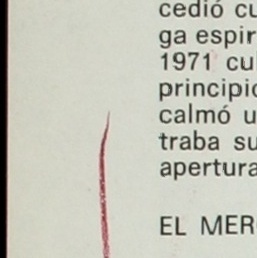 cedió cu
ga espir
1971 cu
principio
calmó u
traba su
apertura
EL MER